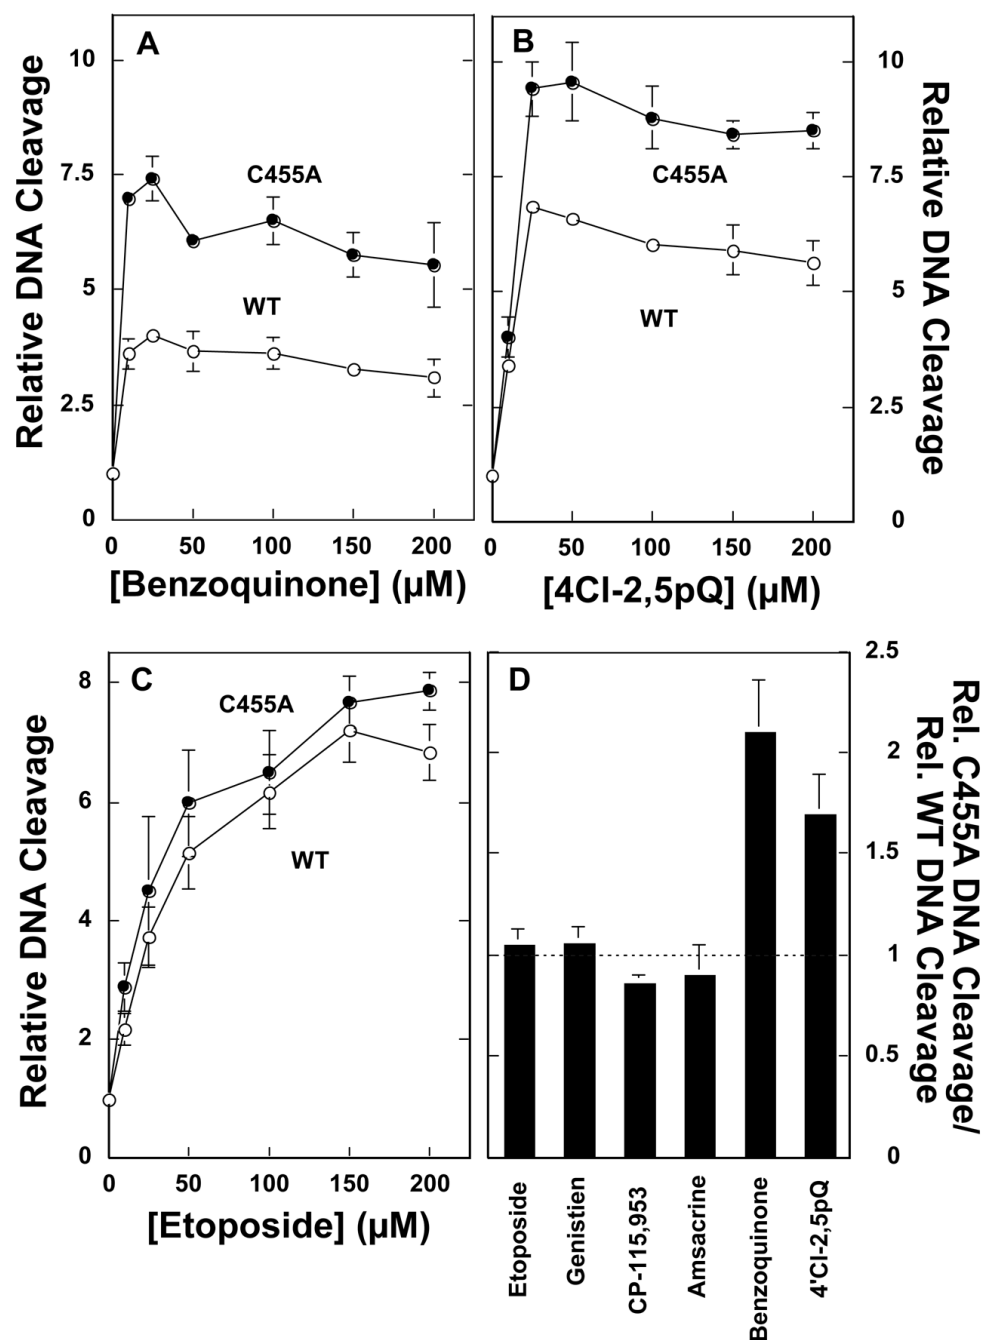 A
Relative DNA Cleavage
10
7.5
5
2.5
0
C455A
WT
0 50 100 150 200
[Benzoquinone] (µM)
B
Relative DNA Cleavage
10
7.5
5
2.5
0
C455A
WT
0 50 100 150 200
[4Cl-2,5pQ] (µM)
C
Relative DNA Cleavage
8
6
4
2
0
C455A
WT
0 50 100 150 200
[Etoposide] (µM)
D
2.5
2
1.5
1
0.5
0
Rel. C455A DNA Cleavage/
Rel. WT DNA Cleavage
Etoposide
Genistien
CP-115,953
Amsacrine
Benzoquinone
4'Cl-2,5pQ